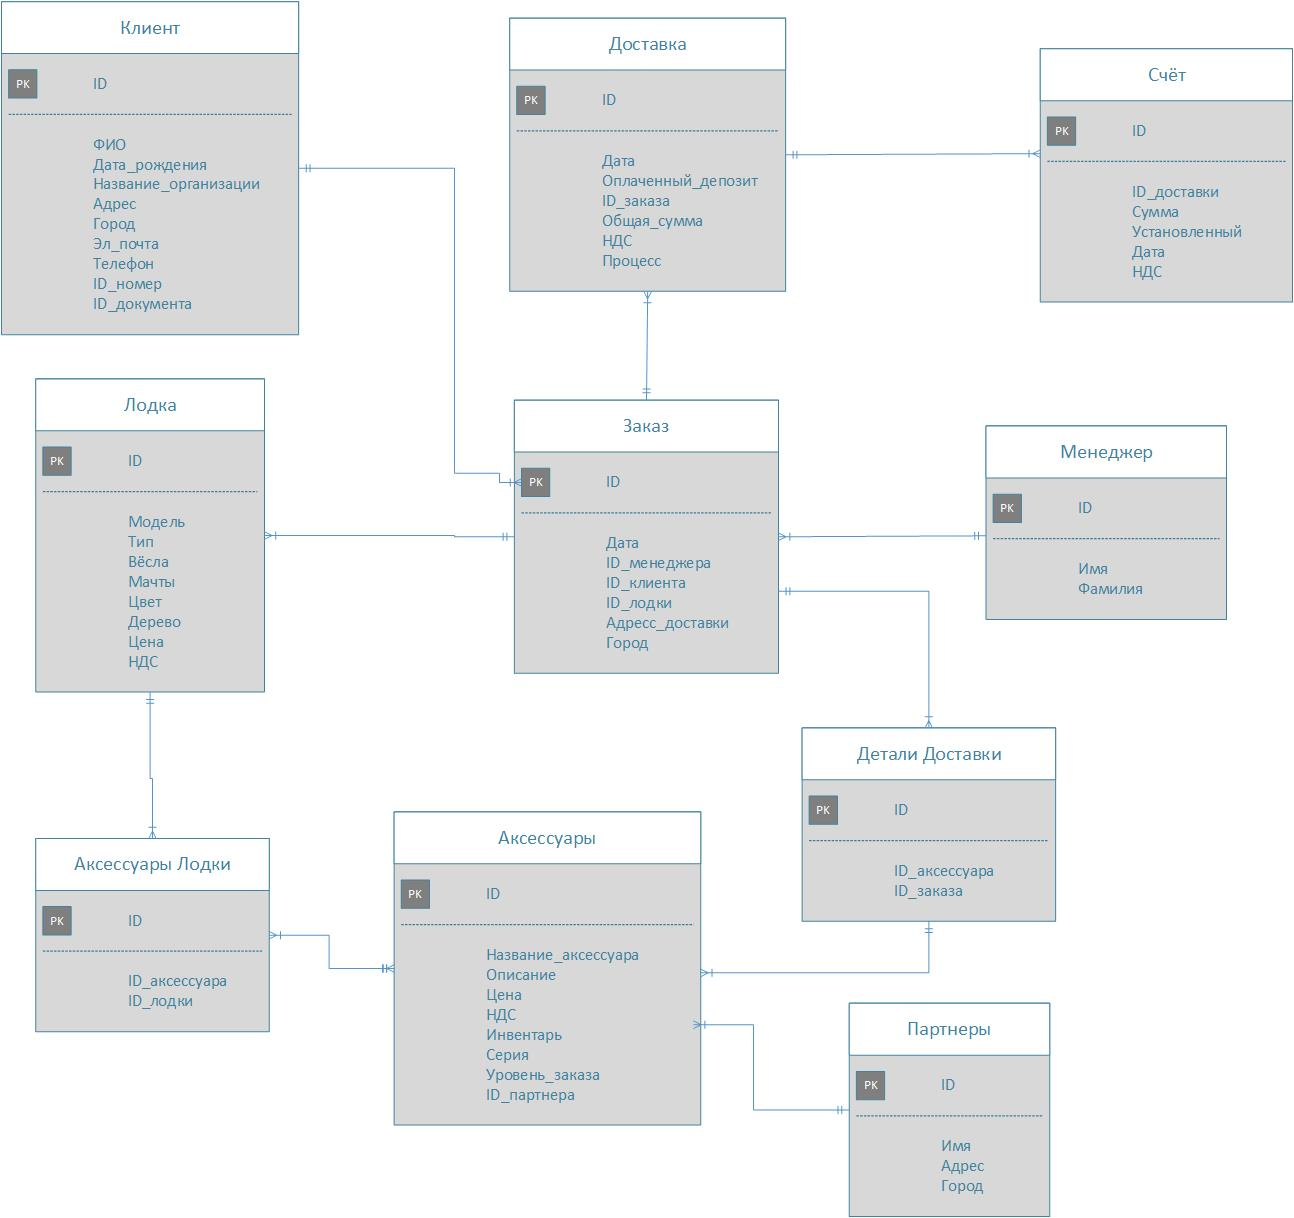 Клиент
PK
ID
ФИО
Дата_рождения
Название_организации
Адрес
Город
Эл_почта
Телефон
ID_номер
ID_документа
Доставка
PK
ID
Дата
Оплаченный_депозит
ID_заказа
Общая_сумма
НДС
Процесс
Счёт
PK
ID
ID_доставки
Сумма
Установленный
Дата
НДС
Лодка
PK
ID
Модель
Тип
Вёсла
Мачты
Цвет
Дерево
Цена
НДС
Заказ
PK
ID
Дата
ID_менеджера
ID_клиента
ID_лодки
Адресс_доставки
Город
Менеджер
PK
ID
Имя
Фамилия
Детали Доставки
PK
ID
ID_аксессуара
ID_заказа
Аксессуары Лодки
PK
ID
ID_аксессуара
ID_лодки
Аксессуары
PK
ID
Название_аксессуара
Описание
Цена
НДС
Инвентарь
Серия
Уровень_заказа
ID_партнера
Партнеры
PK
ID
Имя
Адрес
Город